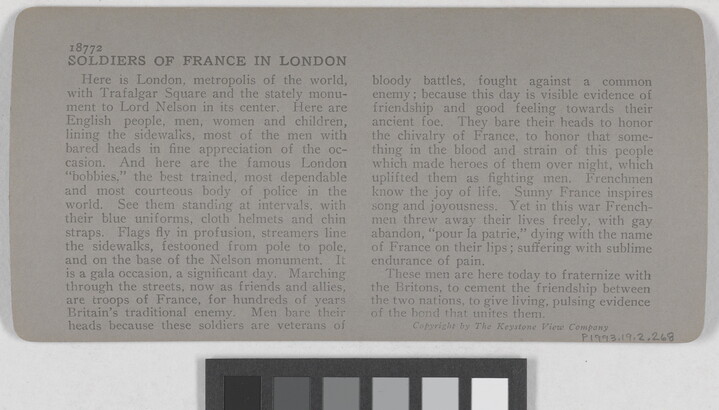 18772
SOLDIERS OF FRANCE IN LONDON
Here is London, metropolis of the world,
with Trafalgar Square and the stately monu-
ment to Lord Nelson in its center. Here are
English people, men, women and children,
lining the sidewalks, most of the men with
bared heads in fine appreciation of the oc-
casion. And here are the famous London
"bobbies," the best trained, most dependable
and most courteous body of police in the
world. See them standing at intervals, with
their blue uniforms, cloth helmets and chin
straps. Flags fly in profusion, streamers line
the sidewalks, festooned from pole to pole,
and on the base of the Nelson monument. It
is a gala occasion, a significant day. Marching
through the streets, now as friends and allies,
are troops of France, for hundreds of years
Britain's traditional enemy. Men bare their
heads because these soldiers are veterans of
bloody battles, fought against a common
enemy; because this day is visible evidence of
friendship and good feeling towards their
ancient foe. They bare their heads to honor
the chivalry of France, to honor that some-
thing in the blood and strain of this people
which made heroes of them over night, which
uplifted them as fighting men. Frenchmen
know the joy of life. Sunny France inspires
song and joyousness. Yet in this war French-
men threw away their lives freely, with gay
abandon, "pour la patrie," dying with the name
of France on their lips; suffering with sublime
endurance of pain.
These men are here today to fraternize with
the Britons, to cement the friendship between
the two nations, to give living, pulsing evidence
of the bond that unites them.
Copyright by The Keystone View Company
P1993.19.2.268